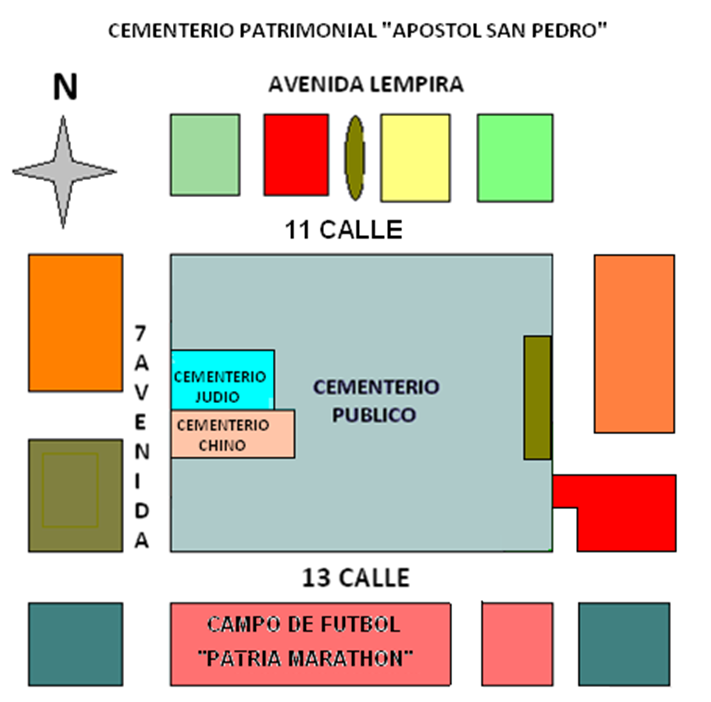 CEMENTERIO PATRIMONIAL "APOSTOL SAN PEDRO"
N
AVENIDA LEMPIRA
11 CALLE
7 AVENIDA
CEMENTERIO
JUDIO
CEMENTERIO
CHINO
CEMENTERIO
PUBLICO
13 CALLE
CAMPO DE FUTBOL
"PATRIA MARATHON"